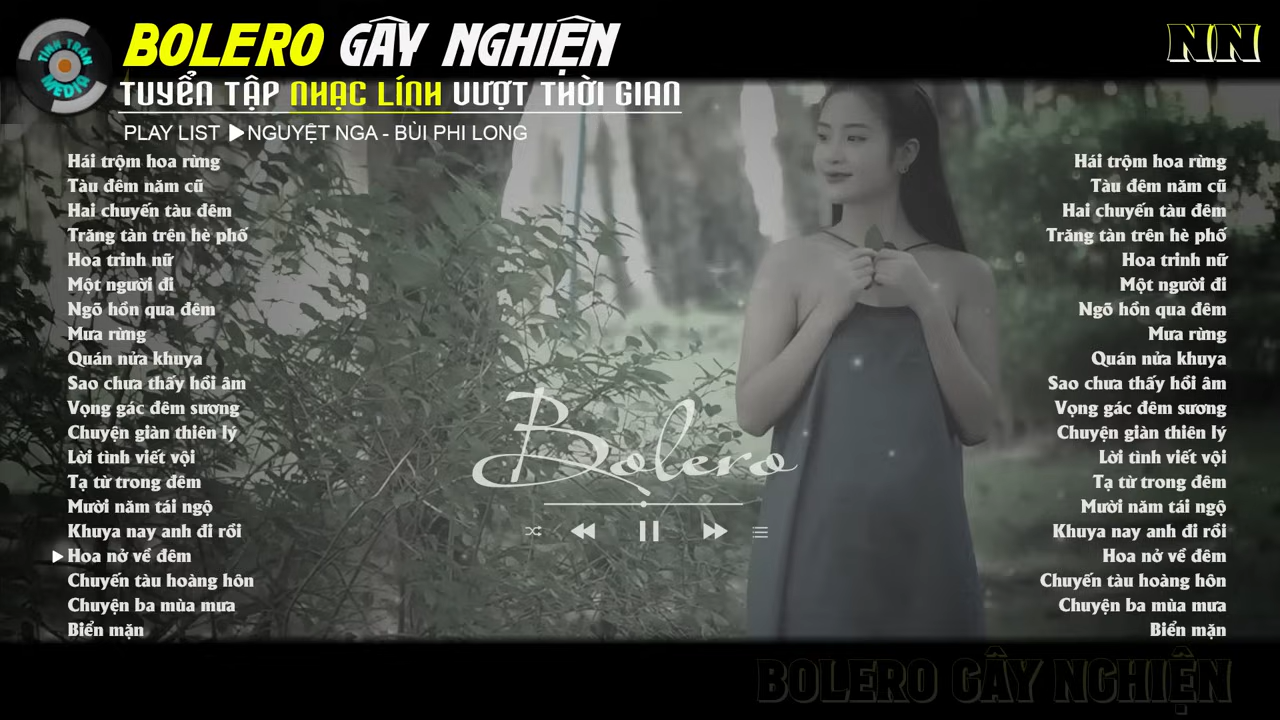 TÌNH TRẦN
MEDIA
BOLERO GÂY NGHIỆN
NN
TUYỂN TẬP NHẠC LÍNH VƯỢT THỜI GIAN
PLAY LIST ▶NGUYỆT NGA - BÙI PHI LONG
Hái trộm hoa rừng
Tàu đêm năm cũ
Hai chuyến tàu đêm
Trăng tàn trên hè phố
Hoa trinh nữ
Một người đi
Ngõ hồn qua đêm
Mưa rừng
Quán nửa khuya
Sao chưa thấy hồi âm
Vọng gác đêm sương
Chuyện giàn thiên lý
Lời tình viết vội
Tạ từ trong đêm
Mười năm tái ngộ
Khuya nay anh đi rồi
Hoa nở về đêm
Chuyến tàu hoàng hôn
Chuyện ba mùa mưa
Biển mặn
Bolero
Hái trộm hoa rừng
Tàu đêm năm cũ
Hai chuyến tàu đêm
Trăng tàn trên hè phố
Hoa trinh nữ
Một người đi
Ngõ hồn qua đêm
Mưa rừng
Quán nửa khuya
Sao chưa thấy hồi âm
Vọng gác đêm sương
Chuyện giàn thiên lý
Lời tình viết vội
Tạ từ trong đêm
Mười năm tái ngộ
Khuya nay anh đi rồi
Hoa nở về đêm
Chuyến tàu hoàng hôn
Chuyện ba mùa mưa
Biển mặn
BOLERO GÂY NGHIỆN